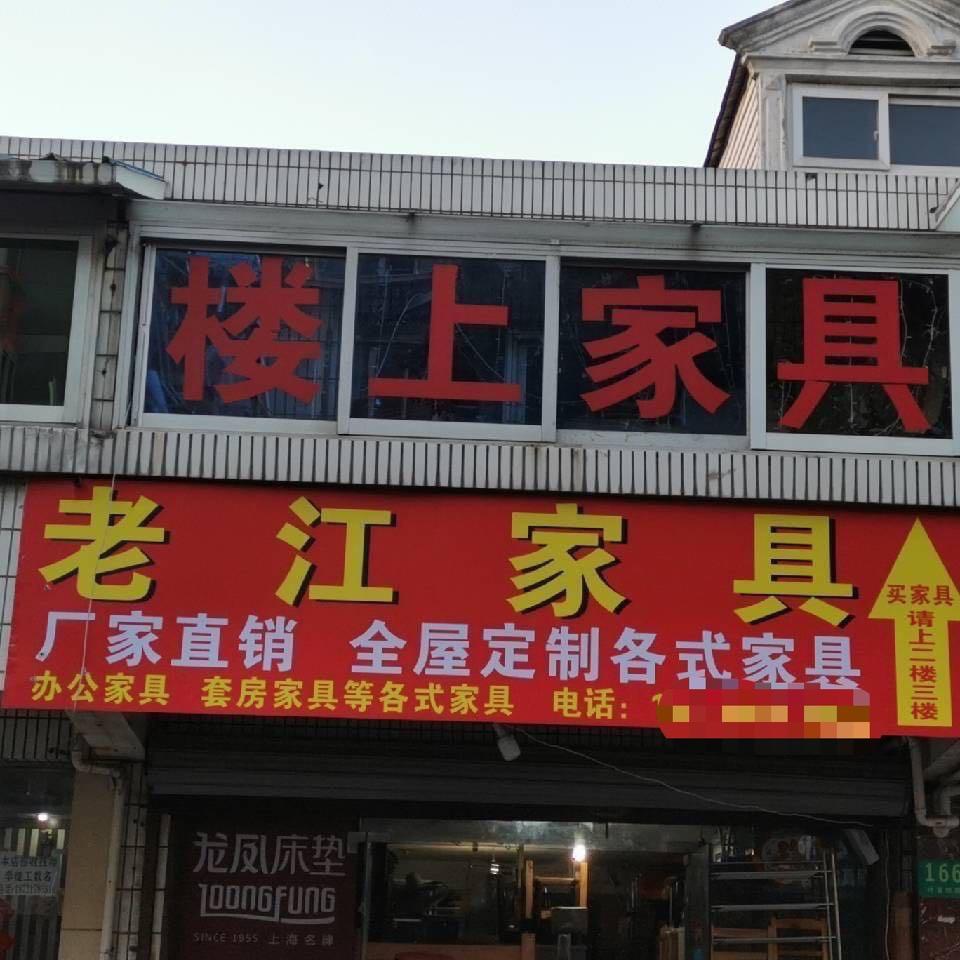 楼上家具
老江家具
厂家直销 全屋定制各式家具
办公家具 套房家具等各式家具 电话:1
买家具
请上二楼三楼
龙凤床垫
LOONGFUNG
SINCE 1955 上海名牌
166